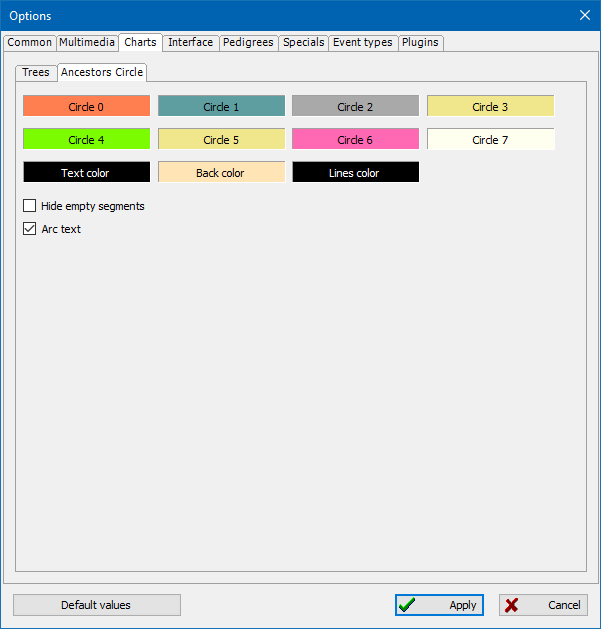 Options
Common Multimedia Charts Interface Pedigrees Specials Event types Plugins
Trees Ancestors Circle
Circle 0 Circle 1 Circle 2 Circle 3
Circle 4 Circle 5 Circle 6 Circle 7
Text color Back color Lines color
Hide empty segments
Arc text
Default values Apply Cancel